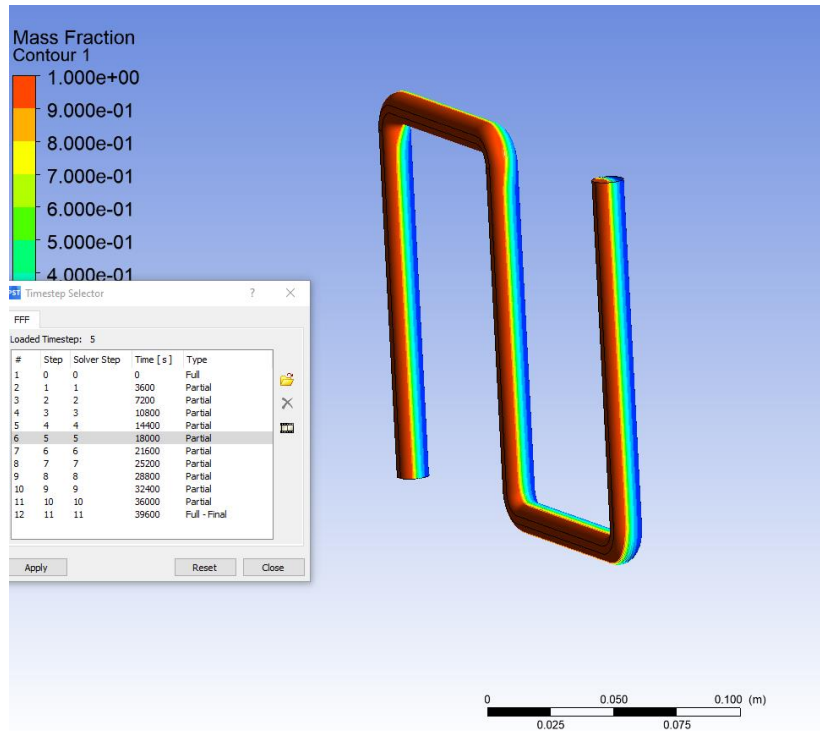 Mass Fraction
Contour 1
1.000e+00
9.000e-01
8.000e-01
7.000e-01
6.000e-01
5.000e-01
4.000e-01
PST Timestep Selector ? ×
FFF
Loaded Timestep: 5
# Step Solver Step Time [ s ] Type
1 0 0 0 Full
2 1 1 3600 Partial
3 2 2 7200 Partial
4 3 3 10800 Partial
5 4 4 14400 Partial
6 5 5 18000 Partial
7 6 6 21600 Partial
8 7 7 25200 Partial
9 8 8 28800 Partial
10 9 9 32400 Partial
11 10 10 36000 Partial
12 11 11 39600 Full - Final
Apply Reset Close
0 0.050 0.100 (m)
0.025 0.075